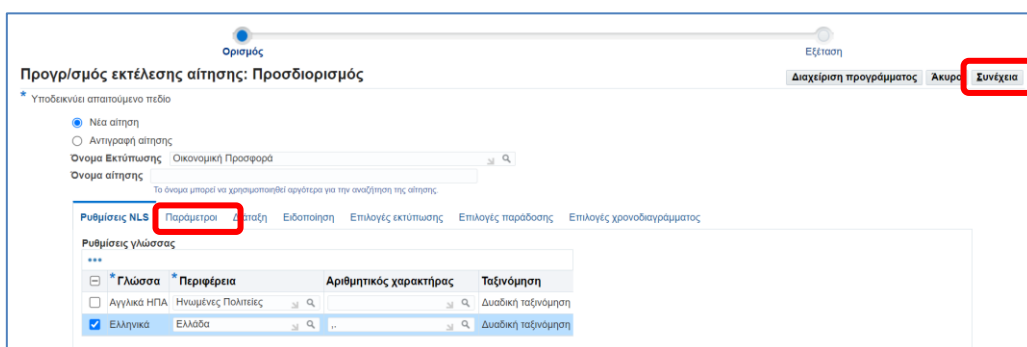 Ορισμός Εξέταση
Προγρ/σμός εκτέλεσης αίτησης: Προσδιορισμός
Διαχείριση προγράμματος Άκυρο Συνέχεια
* Υποδεικνύει απαιτούμενο πεδίο
Νέα αίτηση
Αντιγραφή αίτησης
Όνομα Εκτύπωσης Οικονομική Προσφορά
Όνομα αίτησης
Το όνομα μπορεί να χρησιμοποιηθεί αργότερα για την αναζήτηση της αίτησης.
Ρυθμίσεις NLS Παράμετροι Διάταξη Ειδοποίηση Επιλογές εκτύπωσης Επιλογές παράδοσης Επιλογές χρονοδιαγράμματος
Ρυθμίσεις γλώσσας
* Γλώσσα * Περιφέρεια Αριθμητικός χαρακτήρας Ταξινόμηση
Αγγλικά ΗΠΑ Ηνωμένες Πολιτείες Δυαδική ταξινόμηση
Ελληνικά Ελλάδα ,. Δυαδική ταξινόμηση